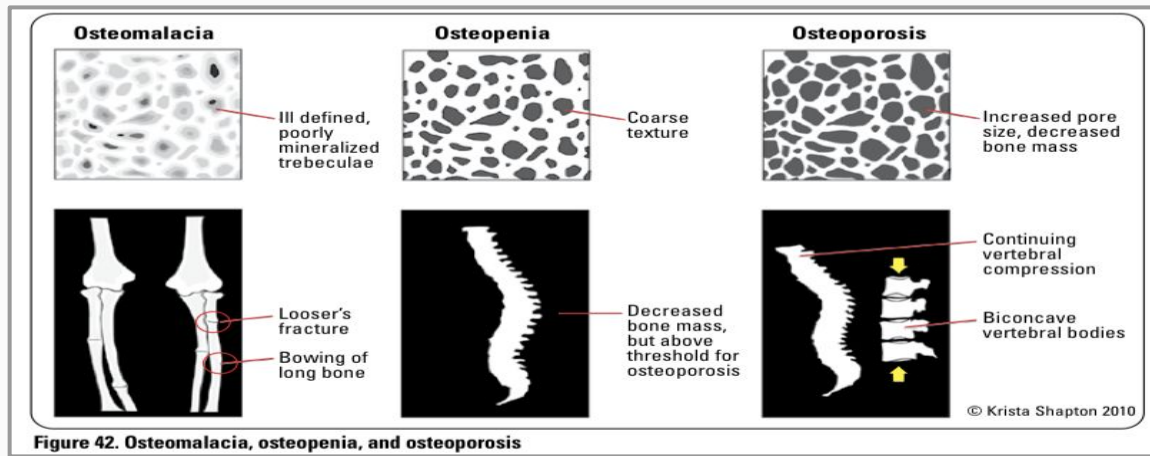 Osteomalacia
Osteopenia
Osteoporosis
Ill defined,
poorly
mineralized
trebeculae
Coarse
texture
Increased pore
size, decreased
bone mass
Looser's
fracture
Bowing of
long bone
Decreased
bone mass,
but above
threshold for
osteoporosis
Continuing
vertebral
compression
Biconcave
vertebral bodies
© Krista Shapton 2010
Figure 42. Osteomalacia, osteopenia, and osteoporosis